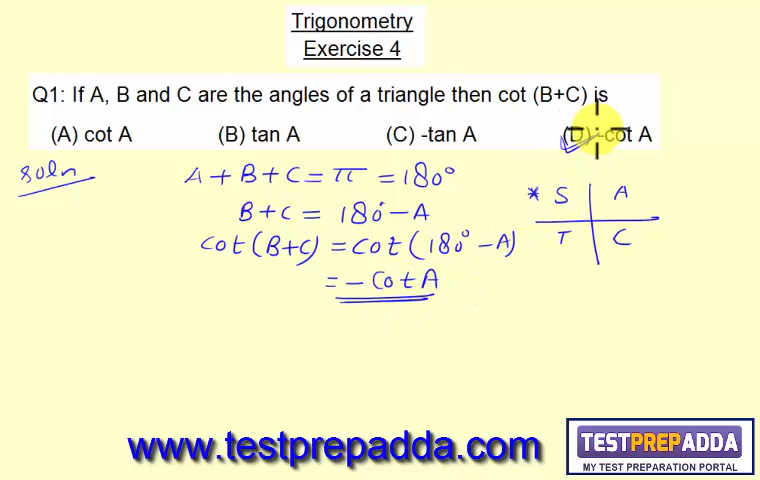 Trigonometry
Exercise 4
Q1: If A, B and C are the angles of a triangle then cot (B+C) is
(A) cot A (B) tan A (C) -tan A (D) -cot A
soln A + B + C = π = 180°
B + C = 180° - A
cot (B+C) = cot (180° - A)
= - cot A
* S A
T C
www.testprepadda.com
TESTPREPADDA
MY TEST PREPARATION PORTAL